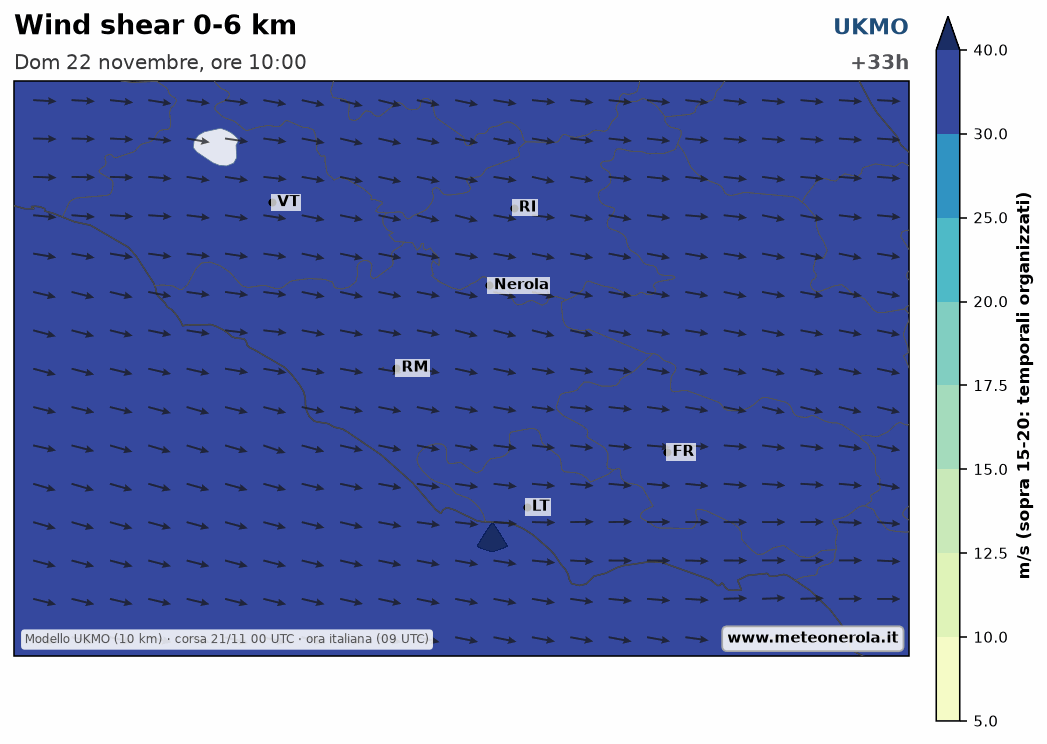 Wind shear 0-6 km
UKMO
Dom 22 novembre, ore 10:00
+33h
40.0
30.0
25.0
20.0
17.5
15.0
12.5
10.0
5.0
m/s (sopra 15-20: temporali organizzati)
VT
RI
Nerola
RM
FR
LT
Modello UKMO (10 km) · corsa 21/11 00 UTC · ora italiana (09 UTC)
www.meteonerola.it